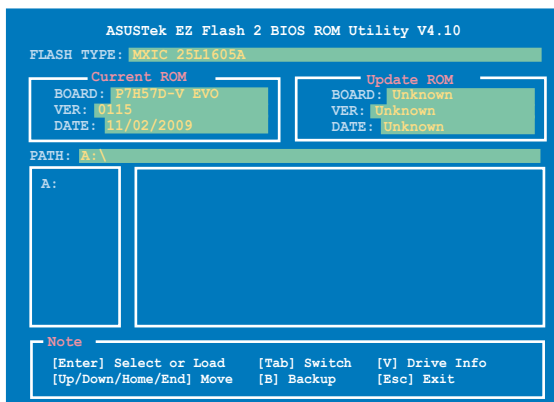 ASUSTek EZ Flash 2 BIOS ROM Utility V4.10
FLASH TYPE: MXIC 25L1605A
Current ROM
BOARD: P7H57D-V EVO
VER: 0115
DATE: 11/02/2009
Update ROM
BOARD: Unknown
VER: Unknown
DATE: Unknown
PATH: A:\
A:
Note
[Enter] Select or Load [Tab] Switch [V] Drive Info
[Up/Down/Home/End] Move [B] Backup [Esc] Exit